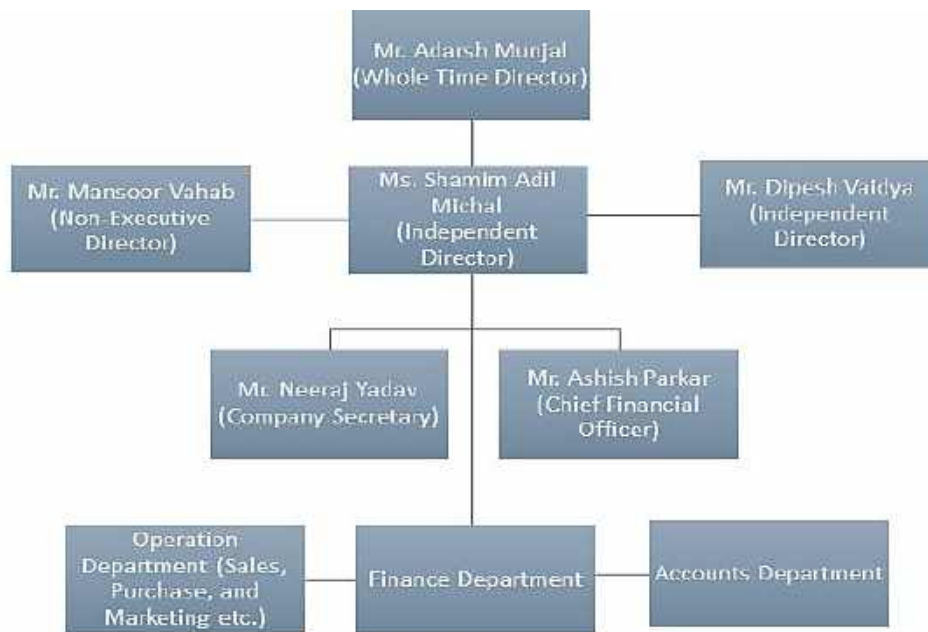 Mr. Adarsh Munjal
(Whole Time Director)
Mr. Mansoor Vahab
(Non-Executive
Director)
Ms. Shamim Adil
Michal
(Independent
Director)
Mr. Dipesh Vaidya
(Independent
Director)
Mr. Neeraj Yadav
(Company Secretary)
Mr. Ashish Parkar
(Chief Financial
Officer)
Operation
Department (Sales,
Purchase, and
Marketing etc.)
Finance Department
Accounts Department